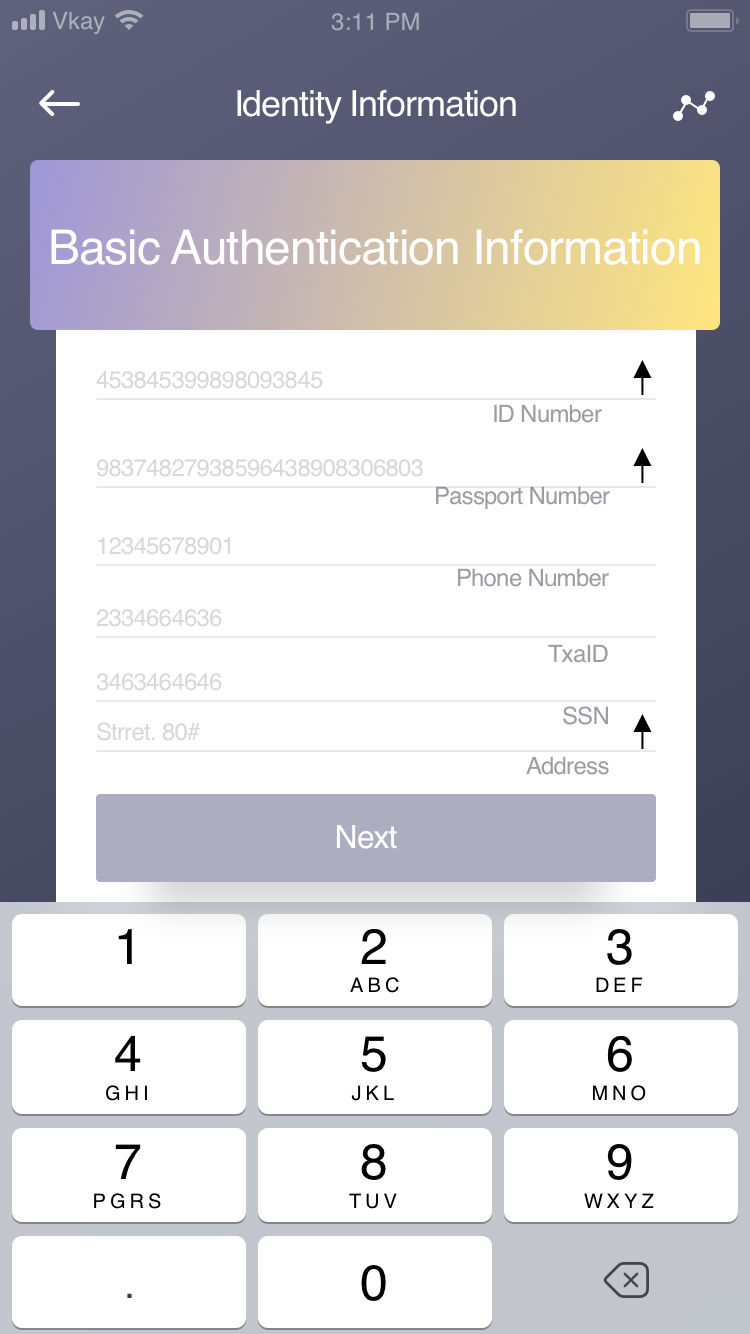 Vkay 3:11 PM
Identity Information
Basic Authentication Information
453845399898093845
ID Number
98374827938596438908306803
Passport Number
12345678901
Phone Number
2334664636
TxaID
3463464646
SSN
Strret. 80#
Address
Next
1 2 3
ABC DEF
4 5 6
GHI JKL MNO
7 8 9
PGRS TUV WXYZ
. 0